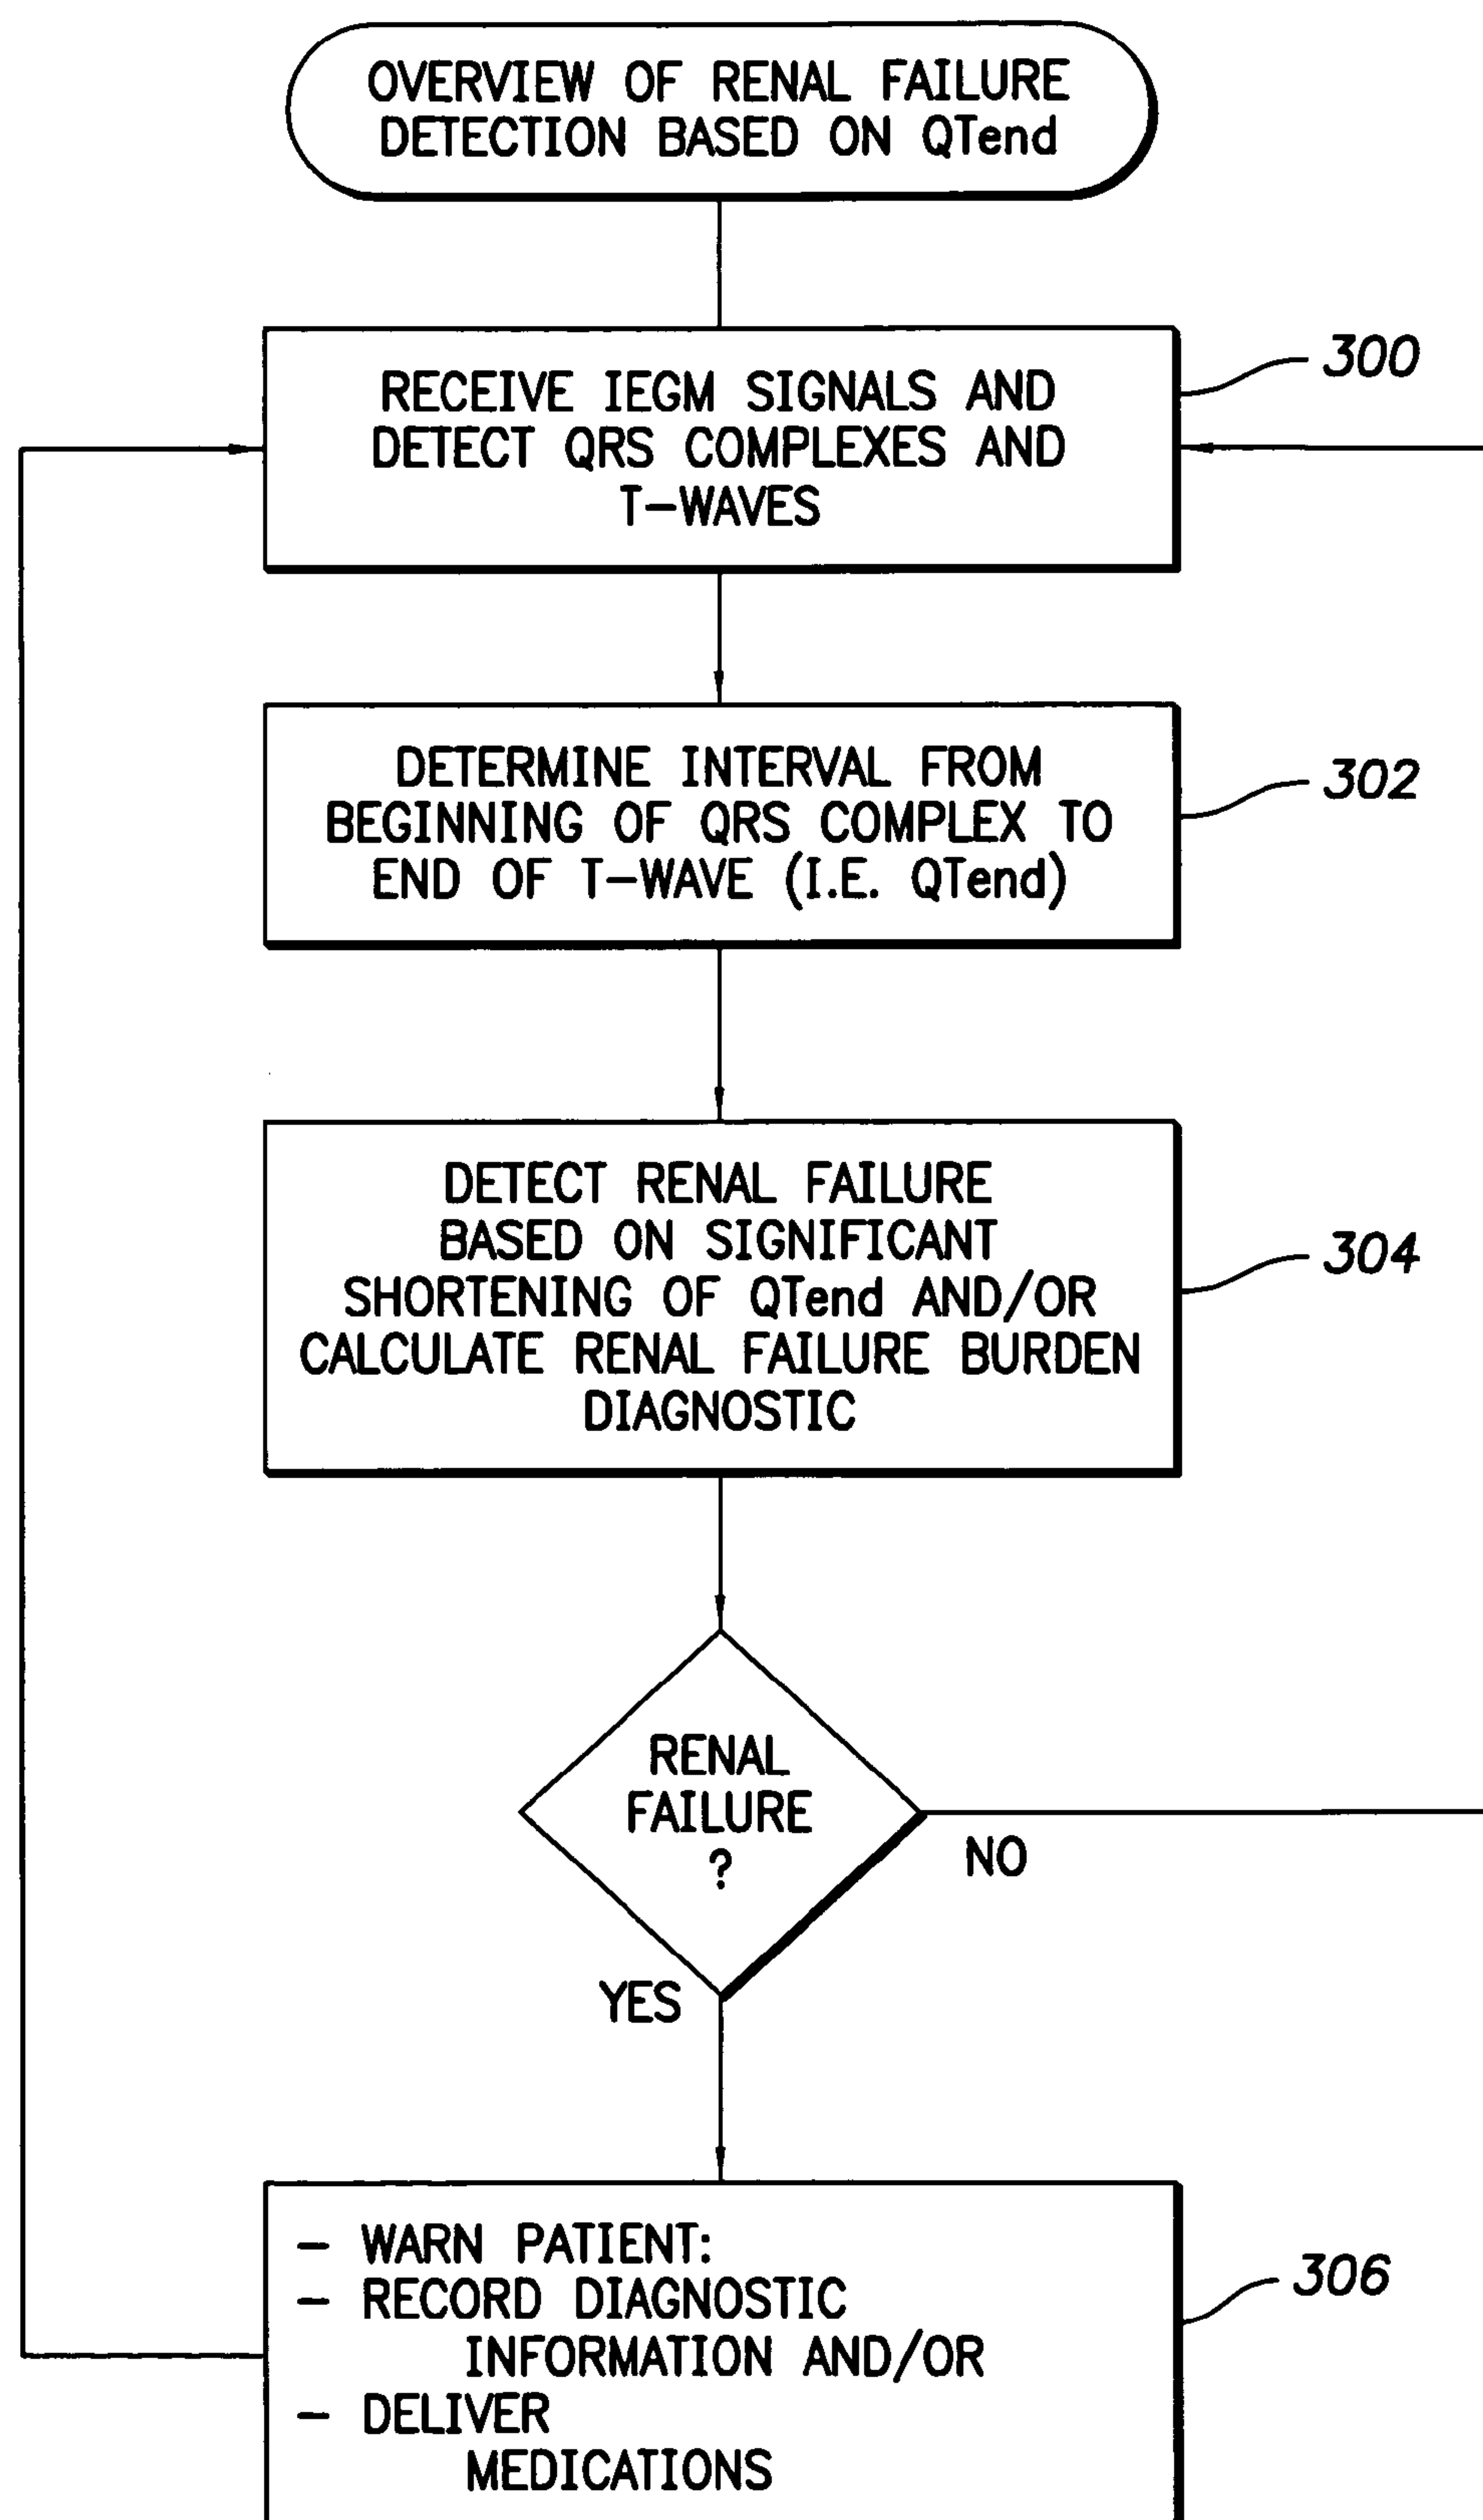 OVERVIEW OF RENAL FAILURE
DETECTION BASED ON QTend
RECEIVE IEGM SIGNALS AND
DETECT QRS COMPLEXES AND
T-WAVES
300
DETERMINE INTERVAL FROM
BEGINNING OF QRS COMPLEX TO
END OF T-WAVE (I.E. QTend)
302
DETECT RENAL FAILURE
BASED ON SIGNIFICANT
SHORTENING OF QTend AND/OR
CALCULATE RENAL FAILURE BURDEN
DIAGNOSTIC
304
RENAL
FAILURE
?
NO
YES
- WARN PATIENT:
- RECORD DIAGNOSTIC
INFORMATION AND/OR
- DELIVER
MEDICATIONS
306